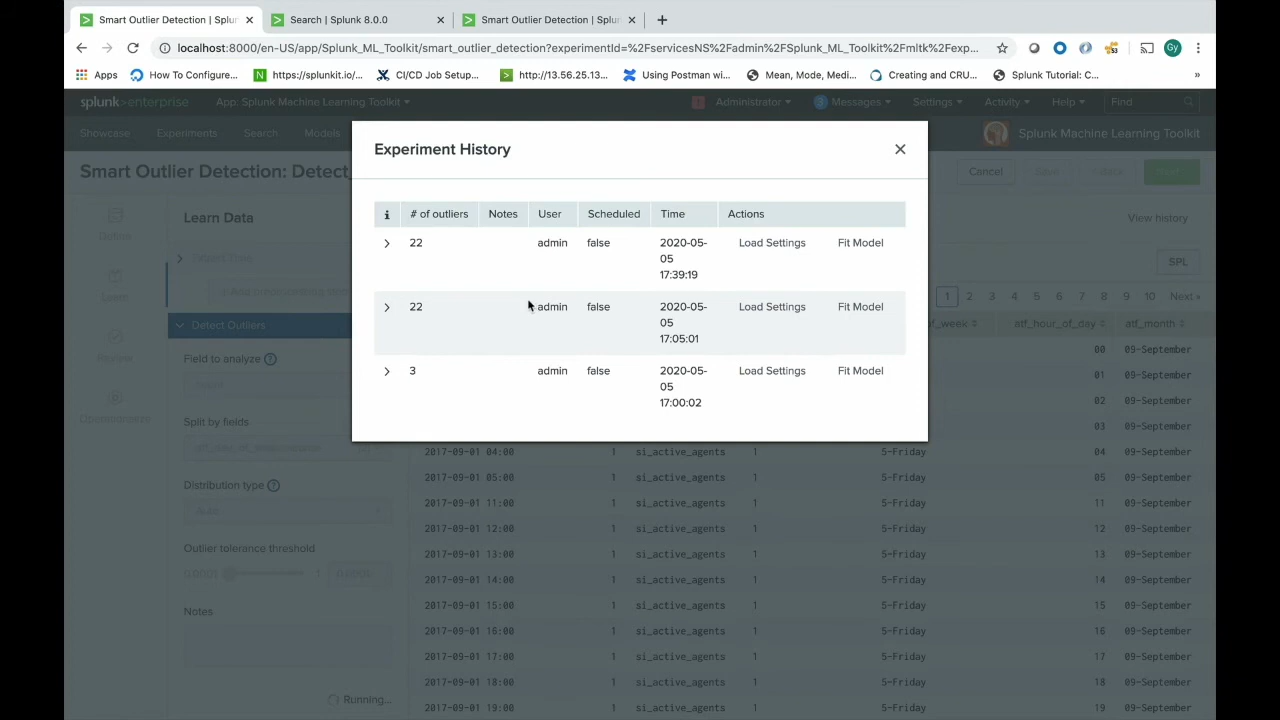 Smart Outlier Detection | Splun
Search | Splunk 8.0.0
Smart Outlier Detection | Splun
localhost:8000/en-US/app/Splunk_ML_Toolkit/smart_outlier_detection?experimentId=%2FservicesNS%2Fadmin%2FSplunk_ML_Toolkit%2Fmltk%2Fexp...
Gy
Apps
How To Configure...
https://splunkit.io/...
CI/CD Job Setup...
http://13.56.25.13...
Using Postman wi...
Mean, Mode, Medi...
Creating and CRU...
Splunk Tutorial: C...
»
splunk>enterprise
App: Splunk Machine Learning Toolkit
Administrator
3 Messages
Settings
Activity
Help
Find
Showcase
Experiments
Search
Models
Splunk Machine Learning Toolkit
Smart Outlier Detection: Detect
Cancel
Save
Learn Data
View history
SPL
1 2 3 4 5 6 7 8 9 10 Next »
Define
Learn
Review
Operationalize
Detect Outliers
Field to analyze
Split by fields
Distribution type
Auto
Outlier tolerance threshold
Notes
Running...
Experiment History
i # of outliers Notes User Scheduled Time Actions
22 admin false 2020-05-
05
17:39:19
Load Settings Fit Model
22 admin false 2020-05-
05
17:05:01
Load Settings Fit Model
3 admin false 2020-05-
05
17:00:02
Load Settings Fit Model
of_week atf_hour_of_day atf_month
00 09-September
01 09-September
02 09-September
03 09-September
2017-09-01 04:00 1 si_active_agents 1 5-Friday 04 09-September
2017-09-01 05:00 1 si_active_agents 1 5-Friday 05 09-September
2017-09-01 11:00 1 si_active_agents 1 5-Friday 11 09-September
2017-09-01 12:00 1 si_active_agents 1 5-Friday 12 09-September
2017-09-01 13:00 1 si_active_agents 1 5-Friday 13 09-September
2017-09-01 14:00 1 si_active_agents 1 5-Friday 14 09-September
2017-09-01 15:00 1 si_active_agents 1 5-Friday 15 09-September
2017-09-01 16:00 1 si_active_agents 1 5-Friday 16 09-September
2017-09-01 17:00 1 si_active_agents 1 5-Friday 17 09-September
2017-09-01 18:00 1 si_active_agents 1 5-Friday 18 09-September
2017-09-01 19:00 1 si_active_agents 1 5-Friday 19 09-September